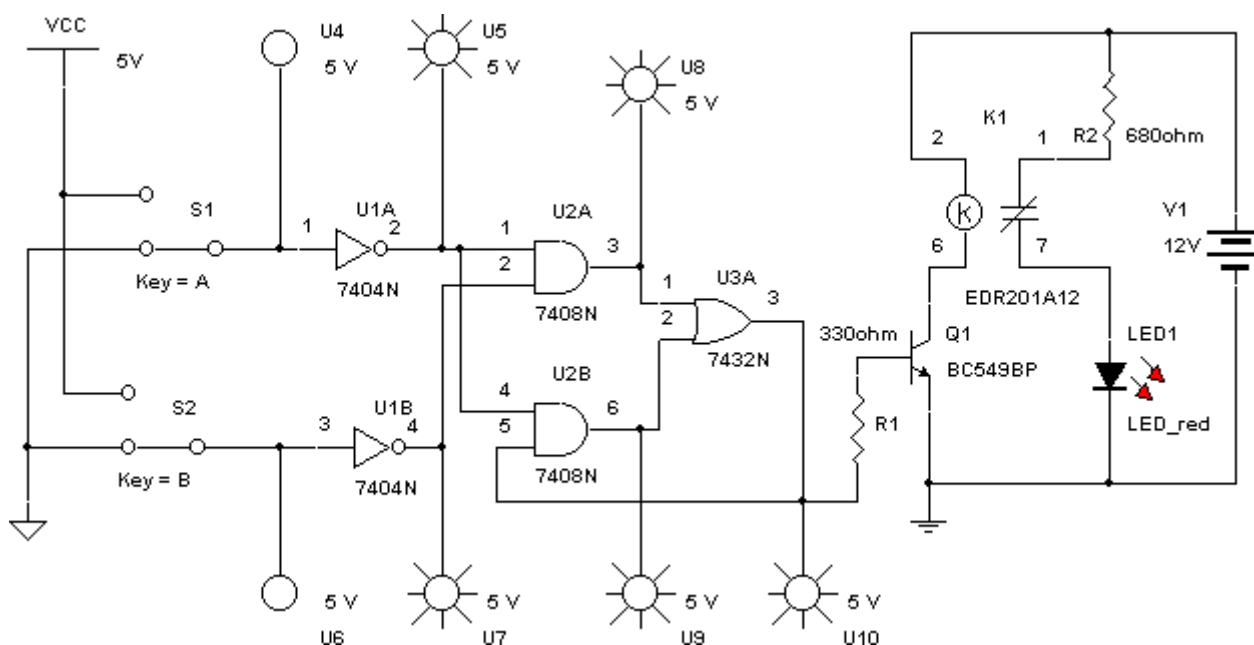 VCC
5V
U4
5 V
U5
5 V
U8
5 V
K1
2
1
R2
680ohm
S1
1
U1A
2
U2A
1
2
3
6
7
V1
12V
Key = A
7404N
7408N
1
2
U3A
3
EDR201A12
7432N
330ohm
Q1
LED1
BC549BP
S2
3
U1B
4
U2B
4
5
6
R1
LED_red
Key = B
7404N
7408N
5 V
U6
5 V
U7
5 V
U9
5 V
U10
k